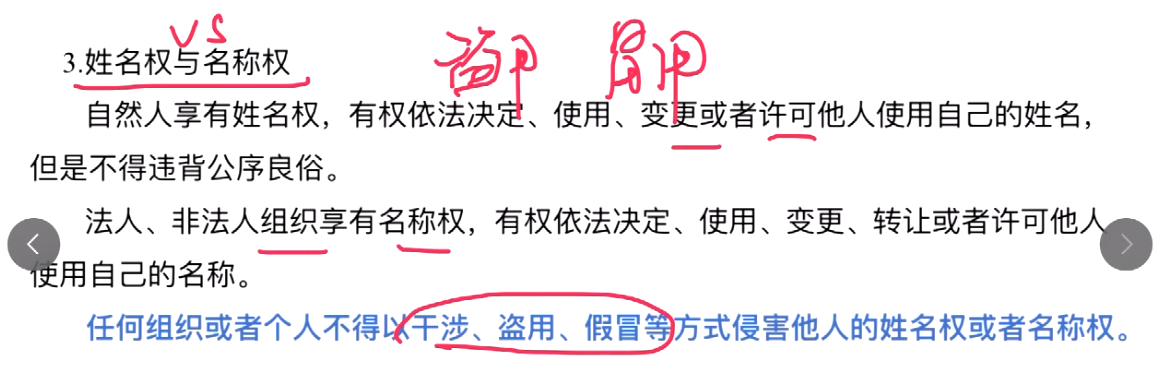 VS
3.姓名权与名称权
盗用 冒用
自然人享有姓名权，有权依法决定、使用、变更或者许可他人使用自己的姓名，
但是不得违背公序良俗。
法人、非法人组织享有名称权，有权依法决定、使用、变更、转让或者许可他人
使用自己的名称。
任何组织或者个人不得以干涉、盗用、假冒等方式侵害他人的姓名权或者名称权。